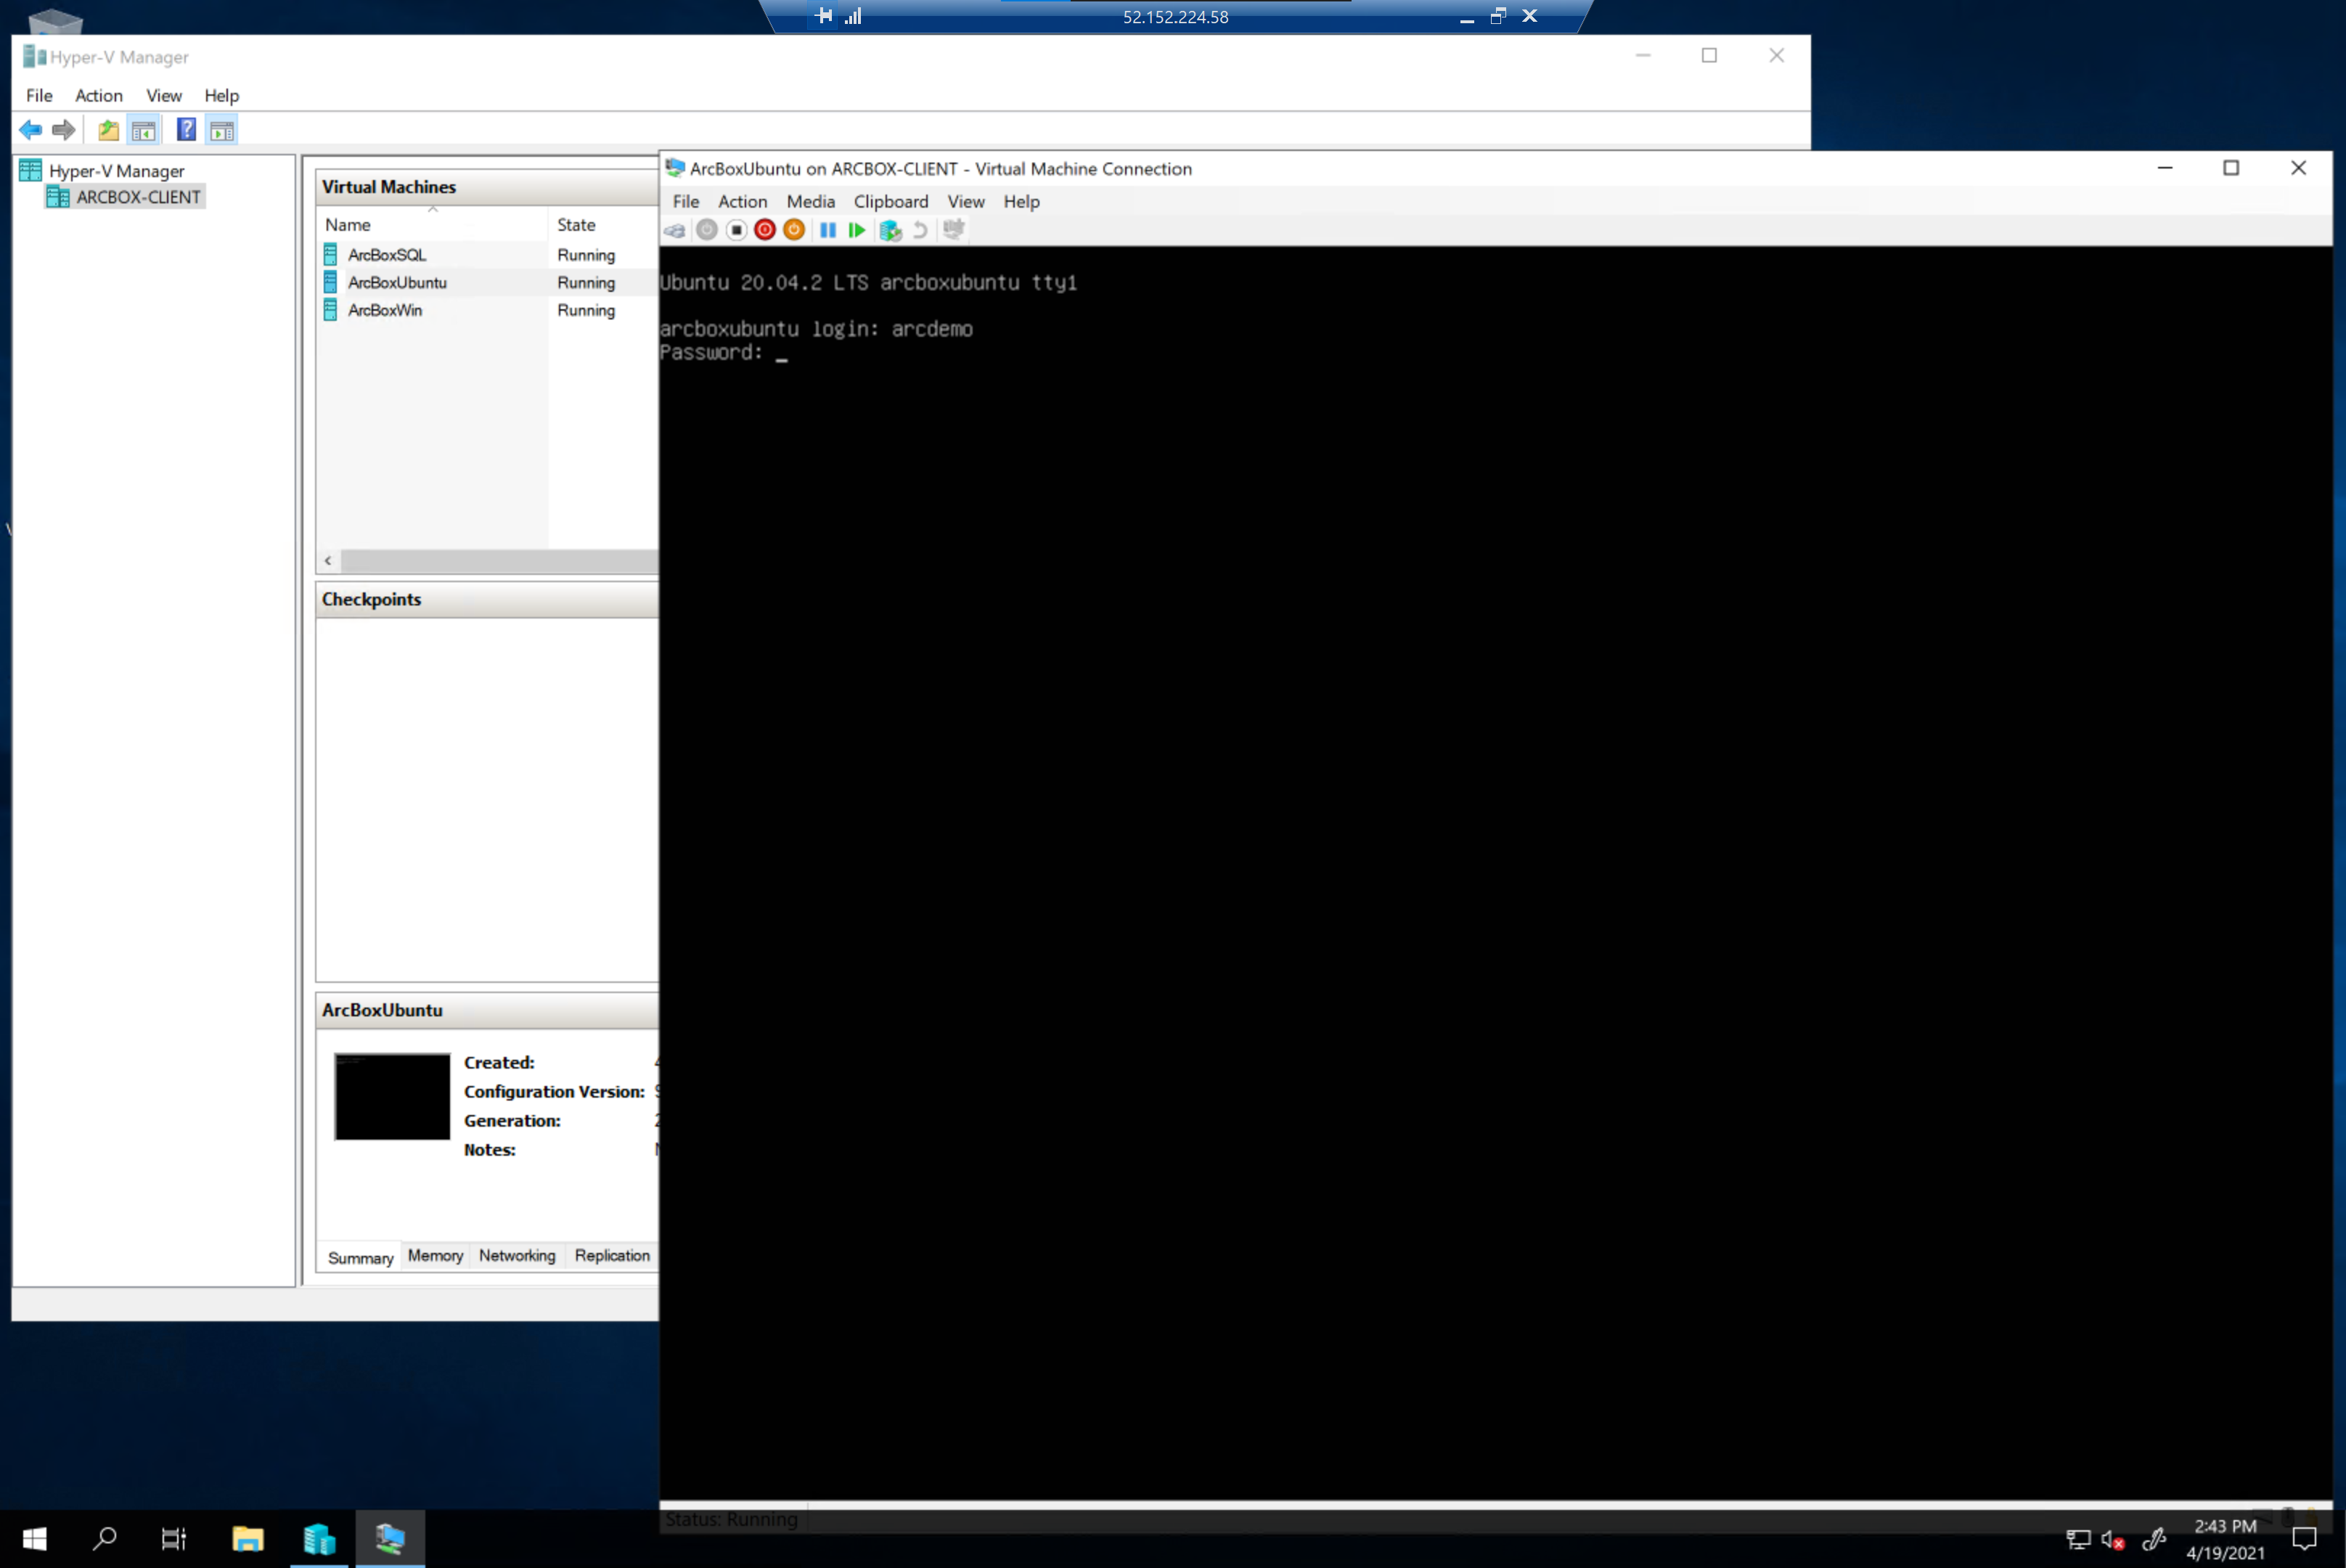 52.152.224.58
Hyper-V Manager
File Action View Help
Hyper-V Manager
ARCBOX-CLIENT
Virtual Machines
Name State
ArcBoxSQL Running
ArcBoxUbuntu Running
ArcBoxWin Running
Checkpoints
ArcBoxUbuntu
Created:
Configuration Version:
Generation:
Notes:
Summary Memory Networking Replication
ArcBoxUbuntu on ARCBOX-CLIENT - Virtual Machine Connection
File Action Media Clipboard View Help
Ubuntu 20.04.2 LTS arcboxubuntu tty1
arcboxubuntu login: arcdemo
Password: _
Status: Running
2:43 PM
4/19/2021